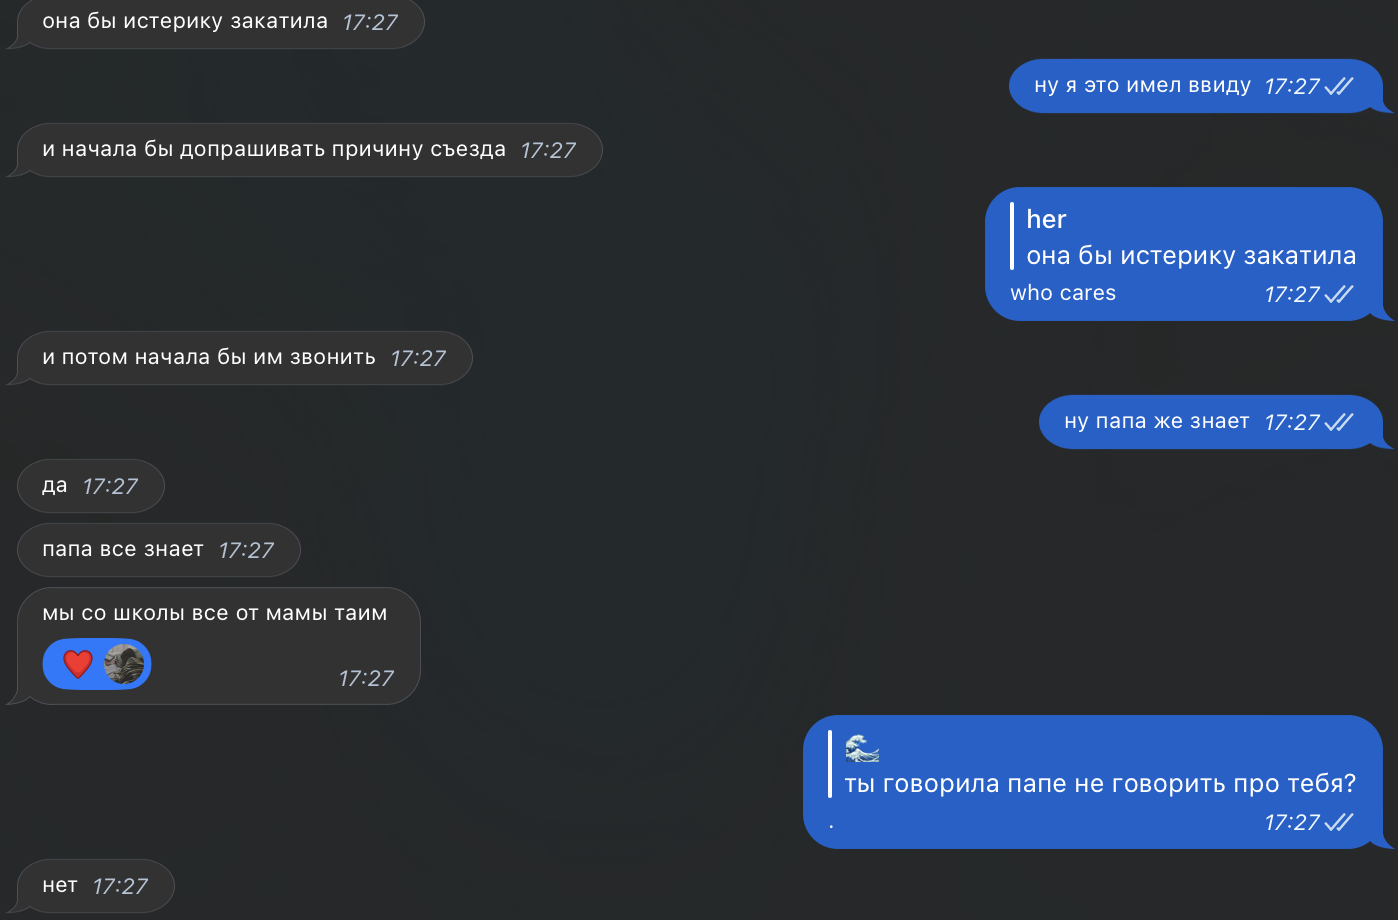 она бы истерику закатила 17:27
ну я это имел ввиду 17:27
и начала бы допрашивать причину съезда 17:27
her
она бы истерику закатила
who cares 17:27
и потом начала бы им звонить 17:27
ну папа же знает 17:27
да 17:27
папа все знает 17:27
мы со школы все от мамы таим
17:27
🌊
ты говорила папе не говорить про тебя?
. 17:27
нет 17:27